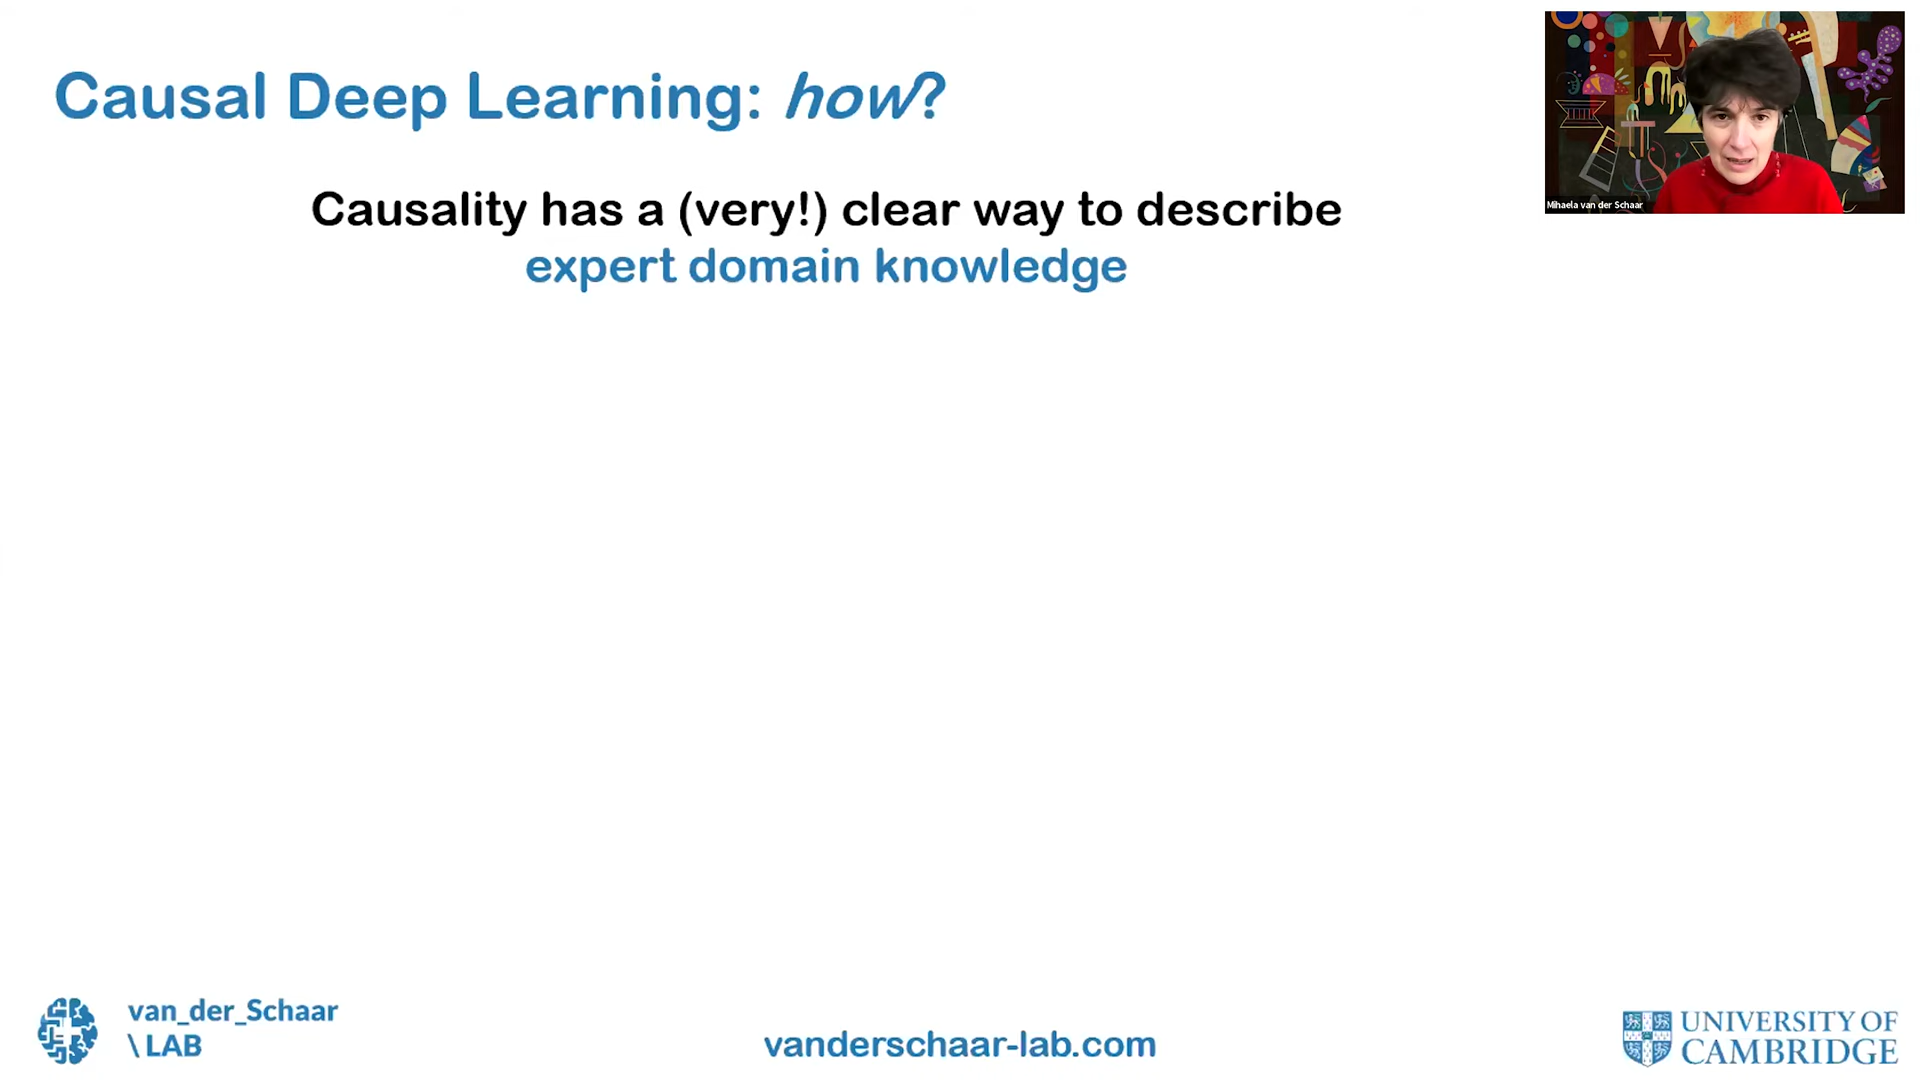 Causal Deep Learning: how?
Mihaela van der Schaar
Causality has a (very!) clear way to describe
expert domain knowledge
van_der_Schaar
\ LAB
vanderschaar-lab.com
UNIVERSITY OF
CAMBRIDGE